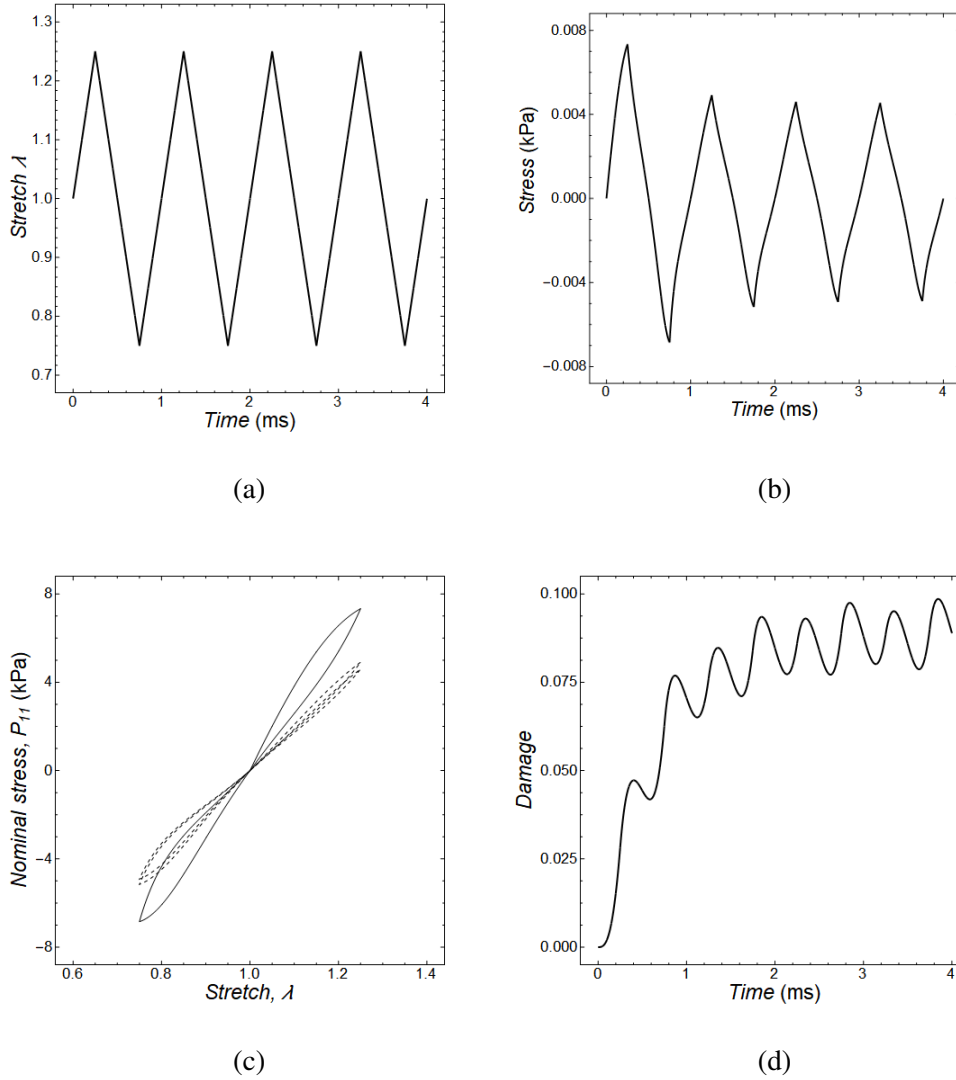 1.3
1.2
1.1
1.0
0.9
0.8
0.7
Stretch λ
0 1 2 3 4
Time (ms)
(a)
0.008
0.004
0.000
−0.004
−0.008
Stress (kPa)
0 1 2 3 4
Time (ms)
(b)
8
4
0
−4
−8
Nominal stress, P11 (kPa)
0.6 0.8 1.0 1.2 1.4
Stretch, λ
(c)
0.100
0.075
0.050
0.025
0.000
Damage
0 1 2 3 4
Time (ms)
(d)